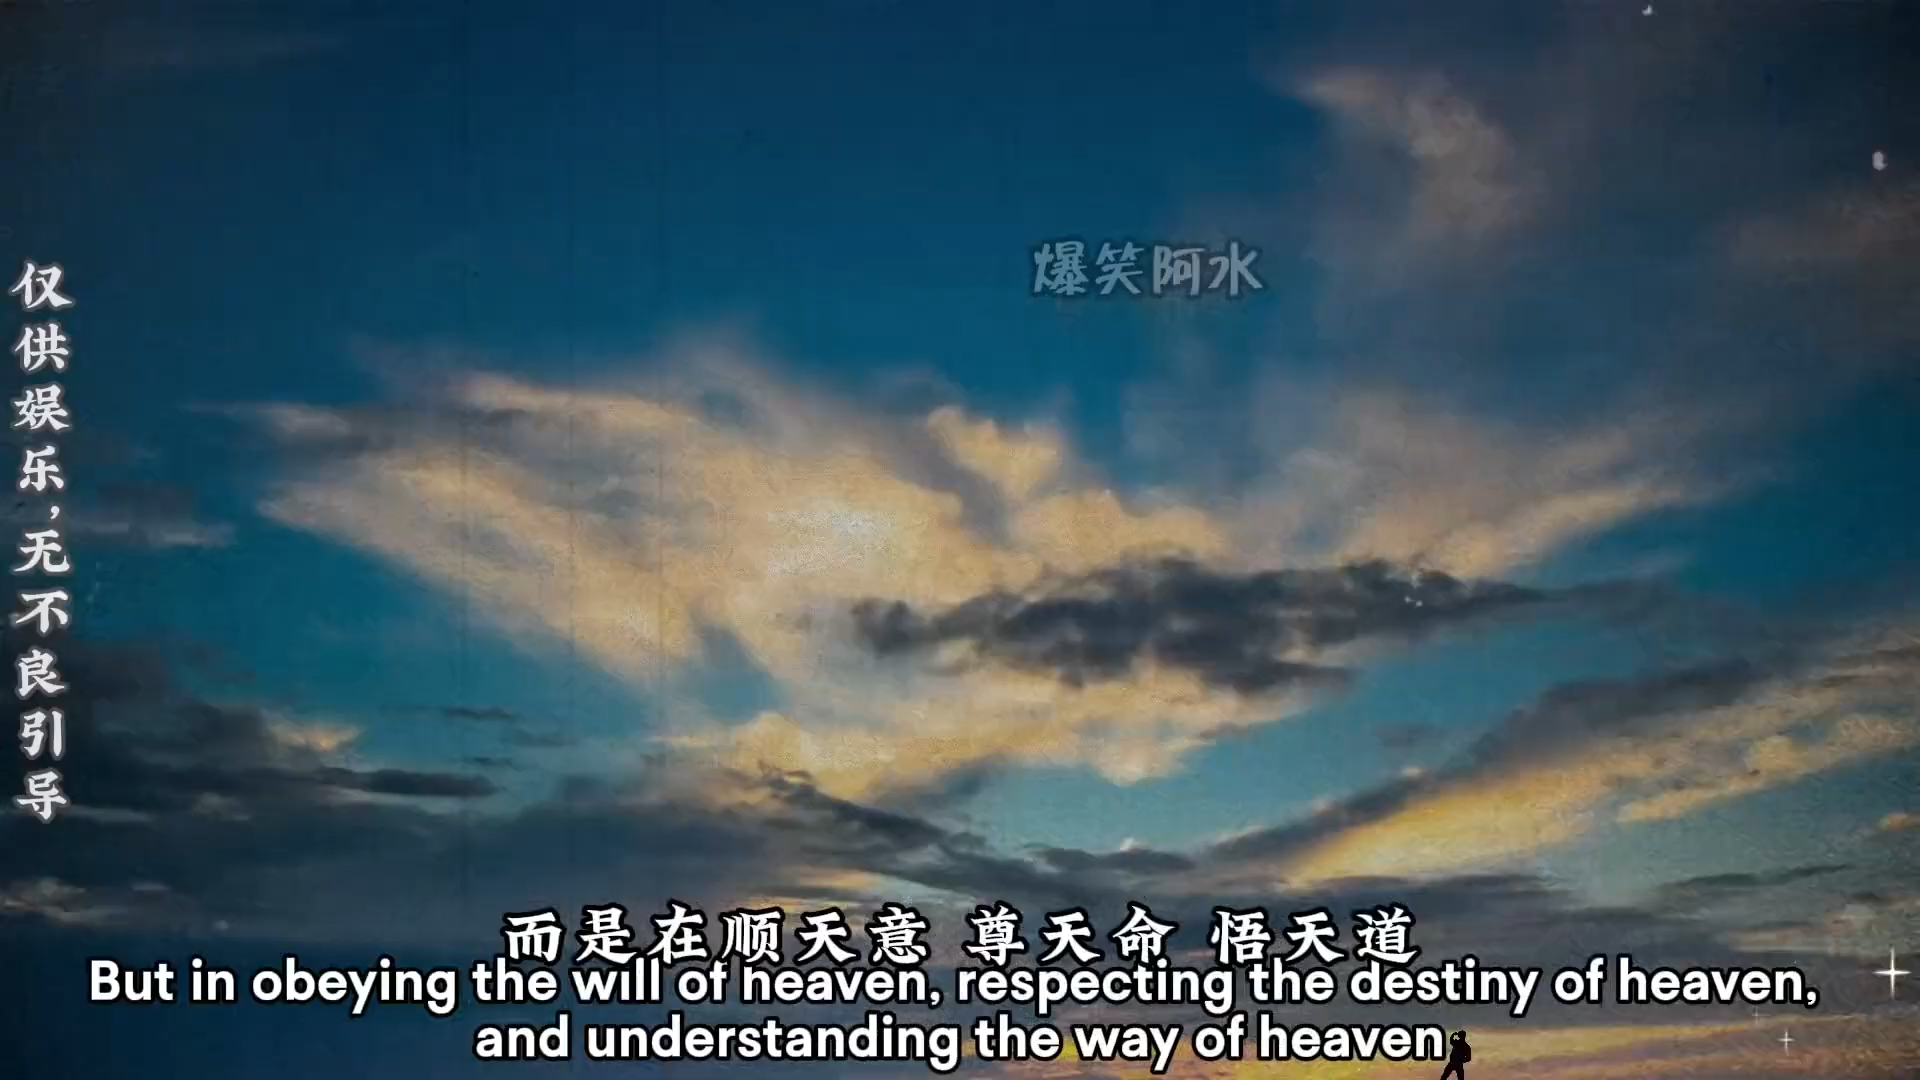 爆笑阿水
仅供娱乐，无不良引导
而是在顺天意 尊天命 悟天道
But in obeying the will of heaven, respecting the destiny of heaven,
and understanding the way of heaven